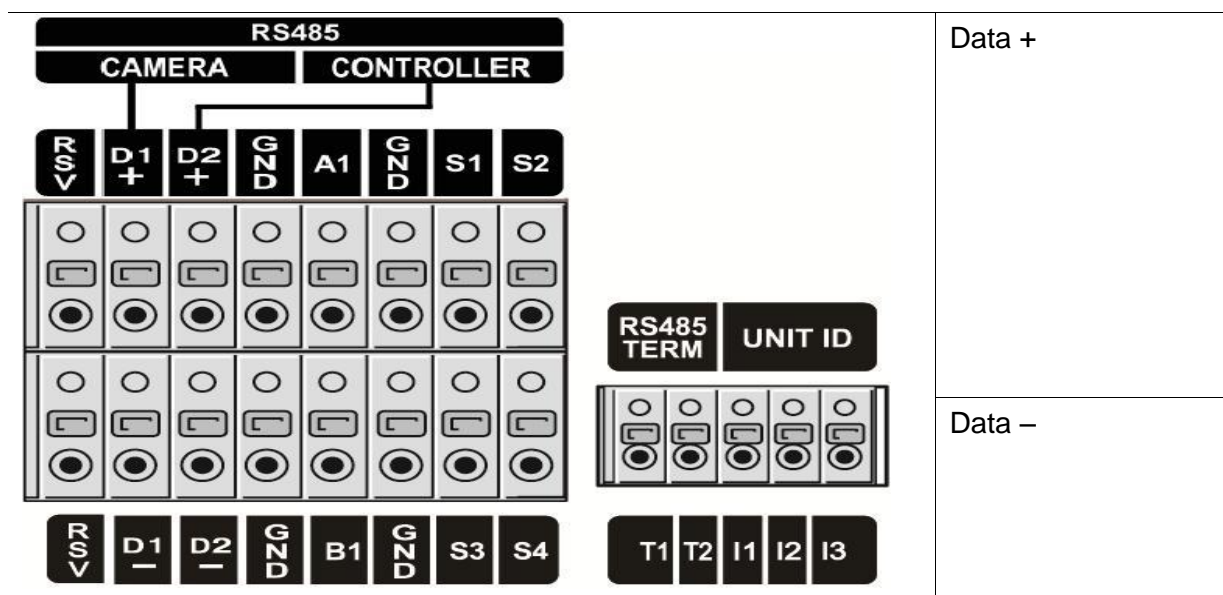 RS485
CAMERA CONTROLLER
RSV D1+ D2+ GND A1 GND S1 S2
Data +
RS485 TERM UNIT ID
Data –
RSV D1– D2– GND B1 GND S3 S4
T1 T2 I1 I2 I3